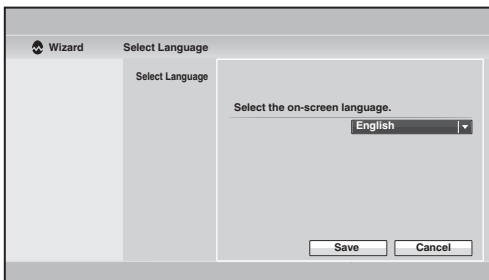 Wizard Select Language
Select Language
Select the on-screen language.
English
Save Cancel